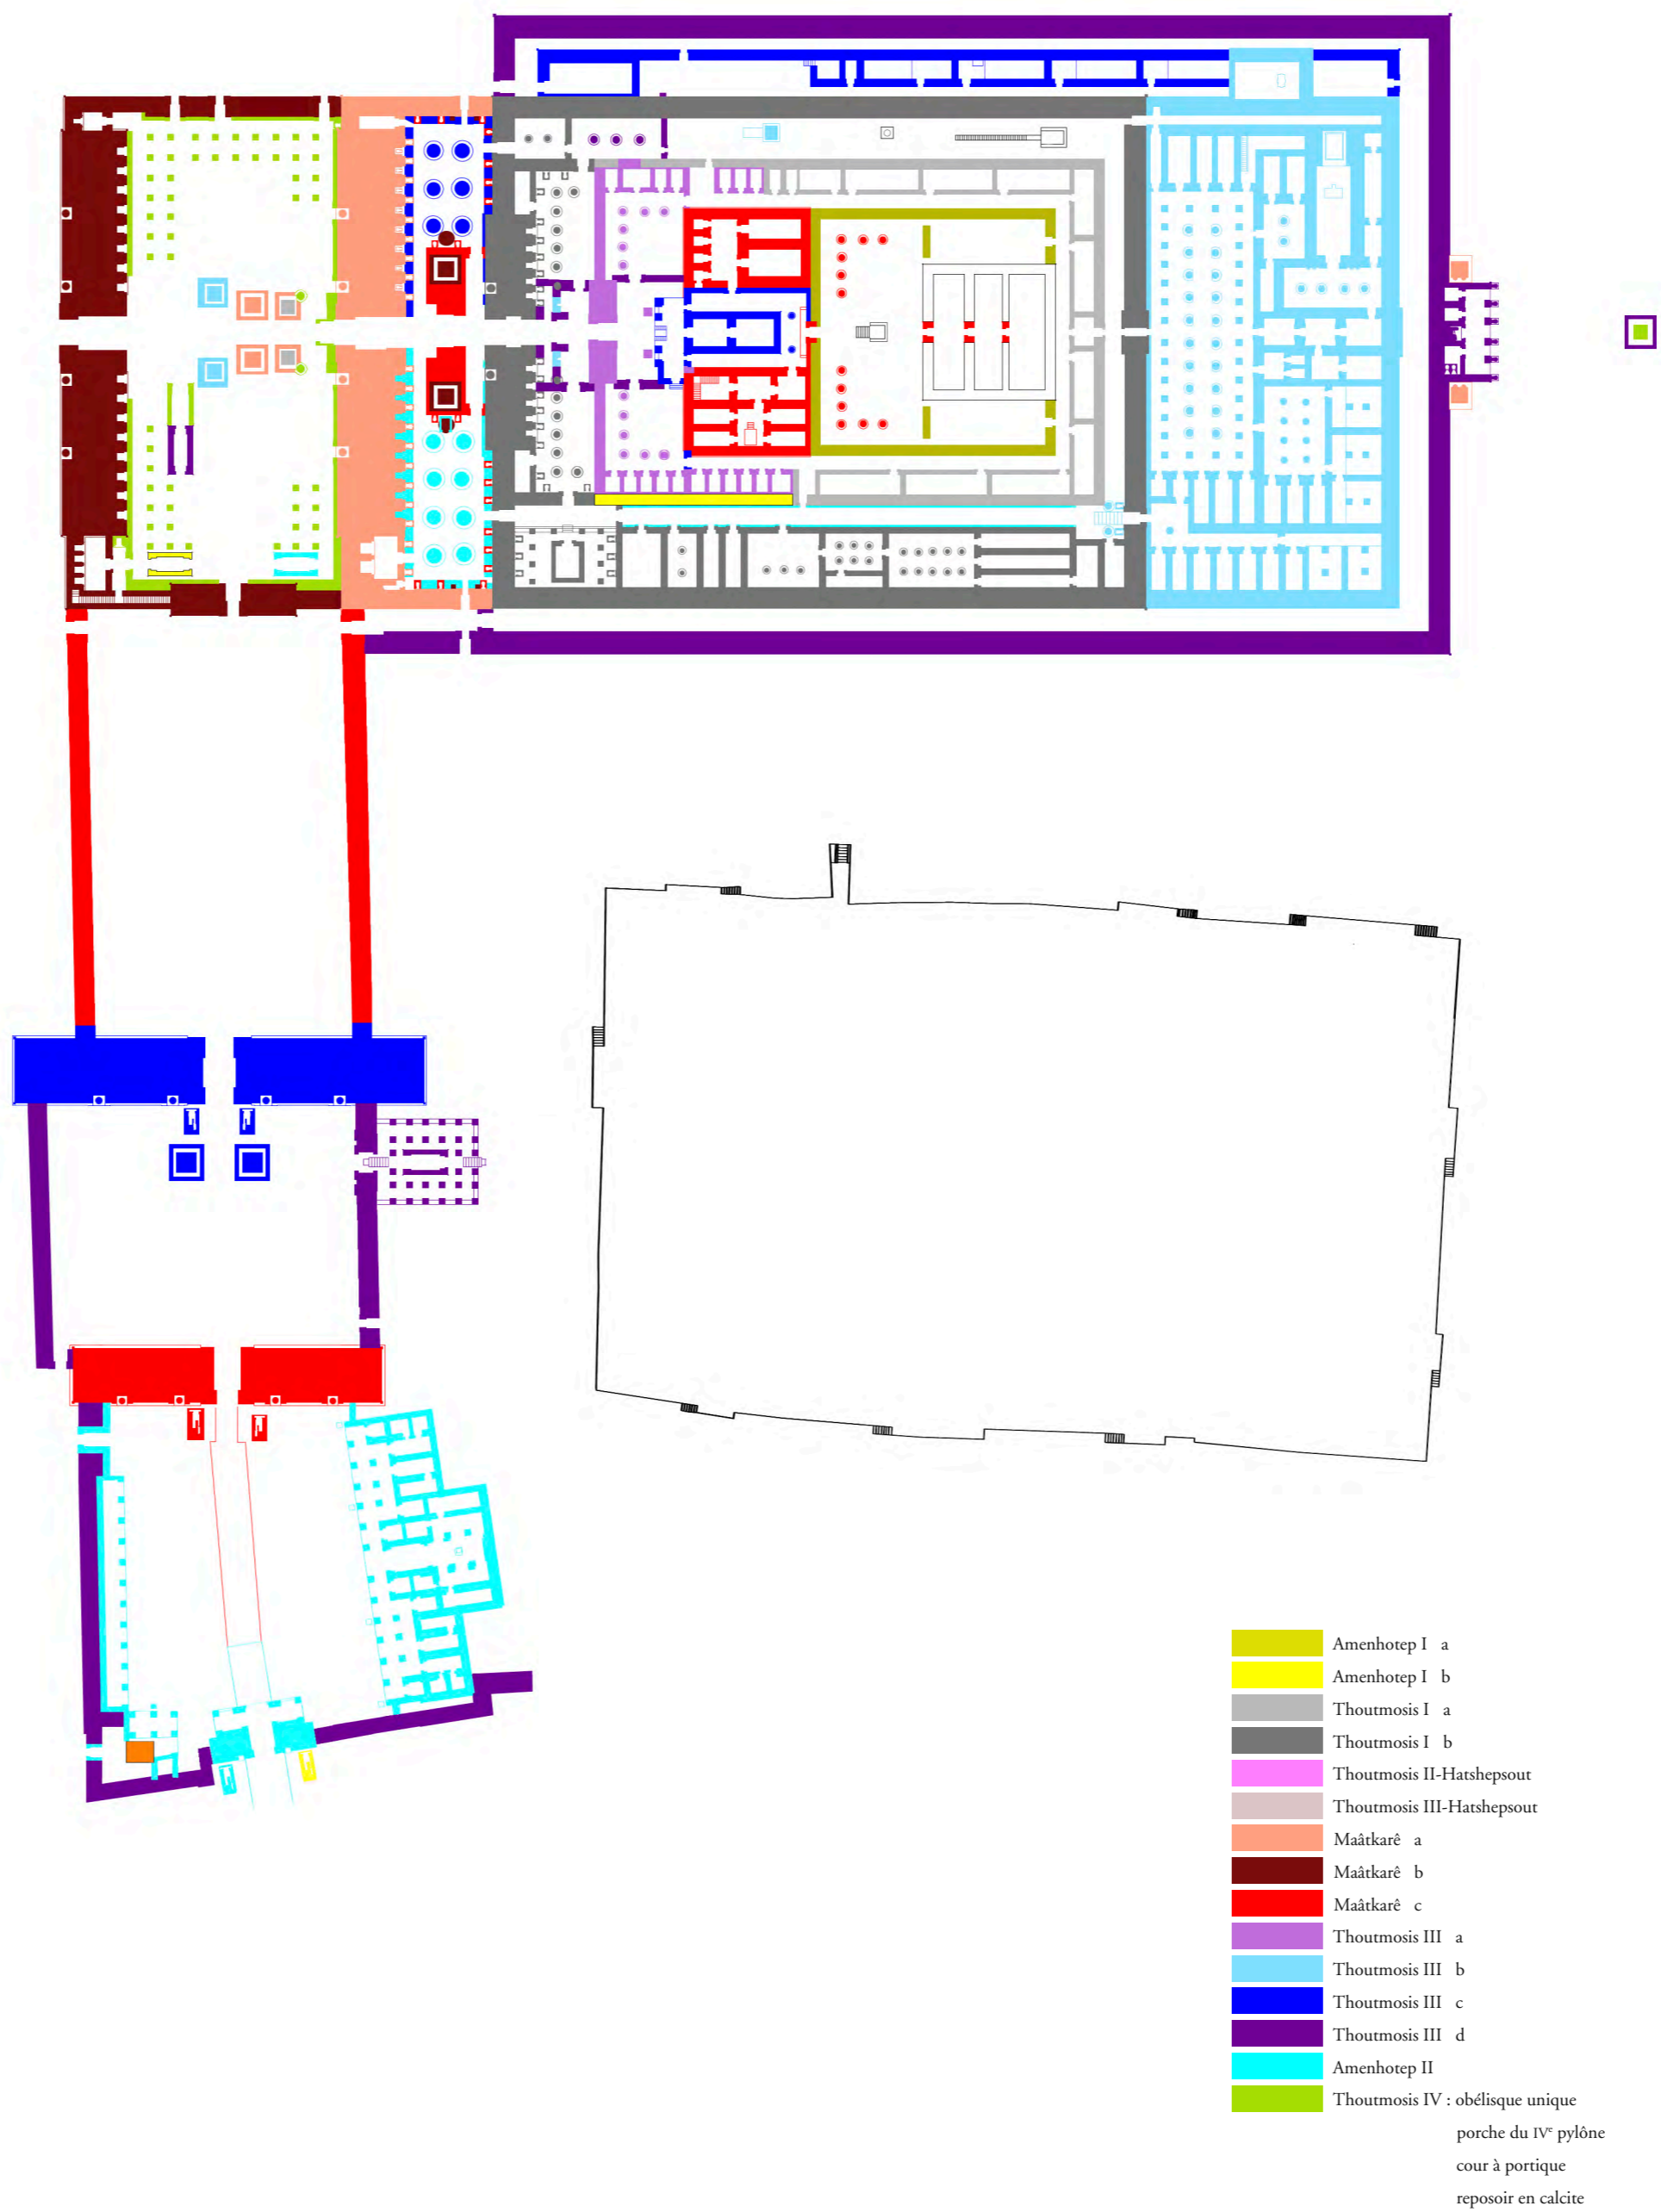 Amenhotep I a
Amenhotep I b
Thoutmosis I a
Thoutmosis I b
Thoutmosis II-Hatshepsout
Thoutmosis III-Hatshepsout
Maâtkarê a
Maâtkarê b
Maâtkarê c
Thoutmosis III a
Thoutmosis III b
Thoutmosis III c
Thoutmosis III d
Amenhotep II
Thoutmosis IV : obélisque unique
porche du IVe pylône
cour à portique
reposoir en calcite